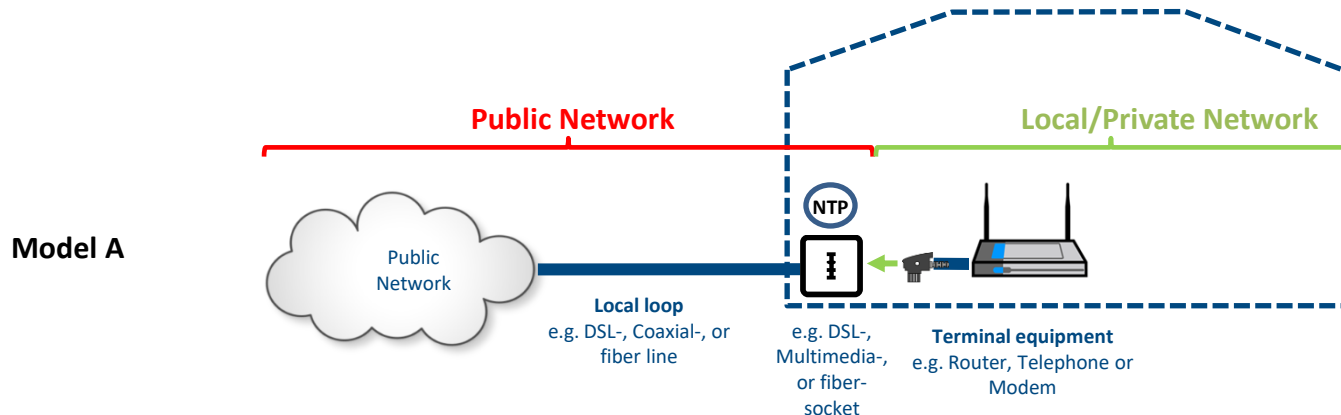 Public Network
Local/Private Network
NTP
Model A
Public
Network
Local loop
e.g. DSL-, Coaxial-, or
fiber line
e.g. DSL-,
Multimedia-,
or fiber-
socket
Terminal equipment
e.g. Router, Telephone or
Modem